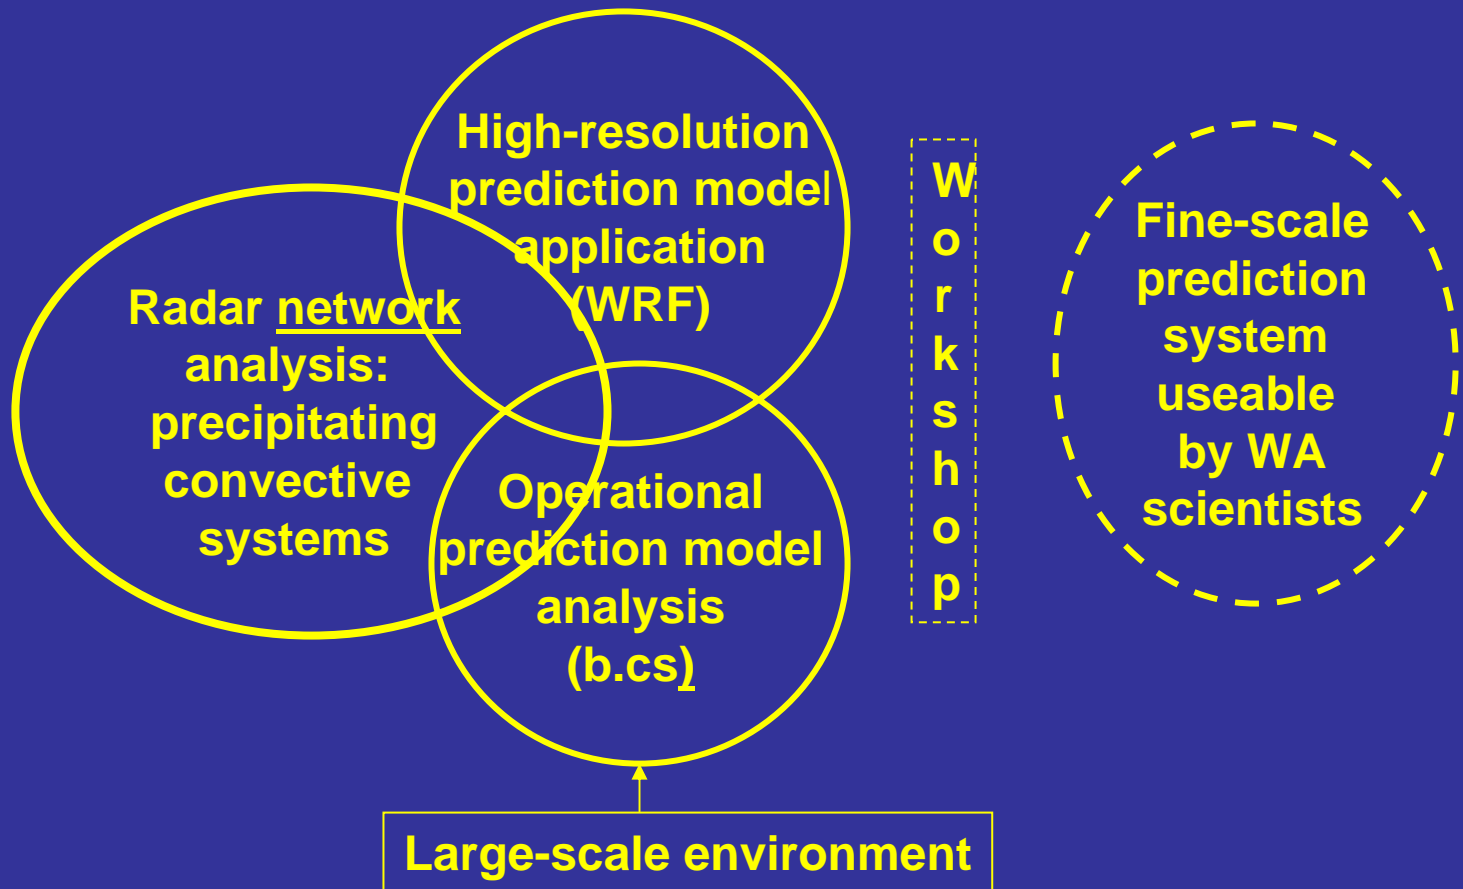 High-resolution
prediction model
application
(WRF)
Radar network
analysis:
precipitating
convective
systems
Operational
prediction model
analysis
(b.cs)
Large-scale environment
W
o
r
k
s
h
o
p
Fine-scale
prediction
system
useable
by WA
scientists